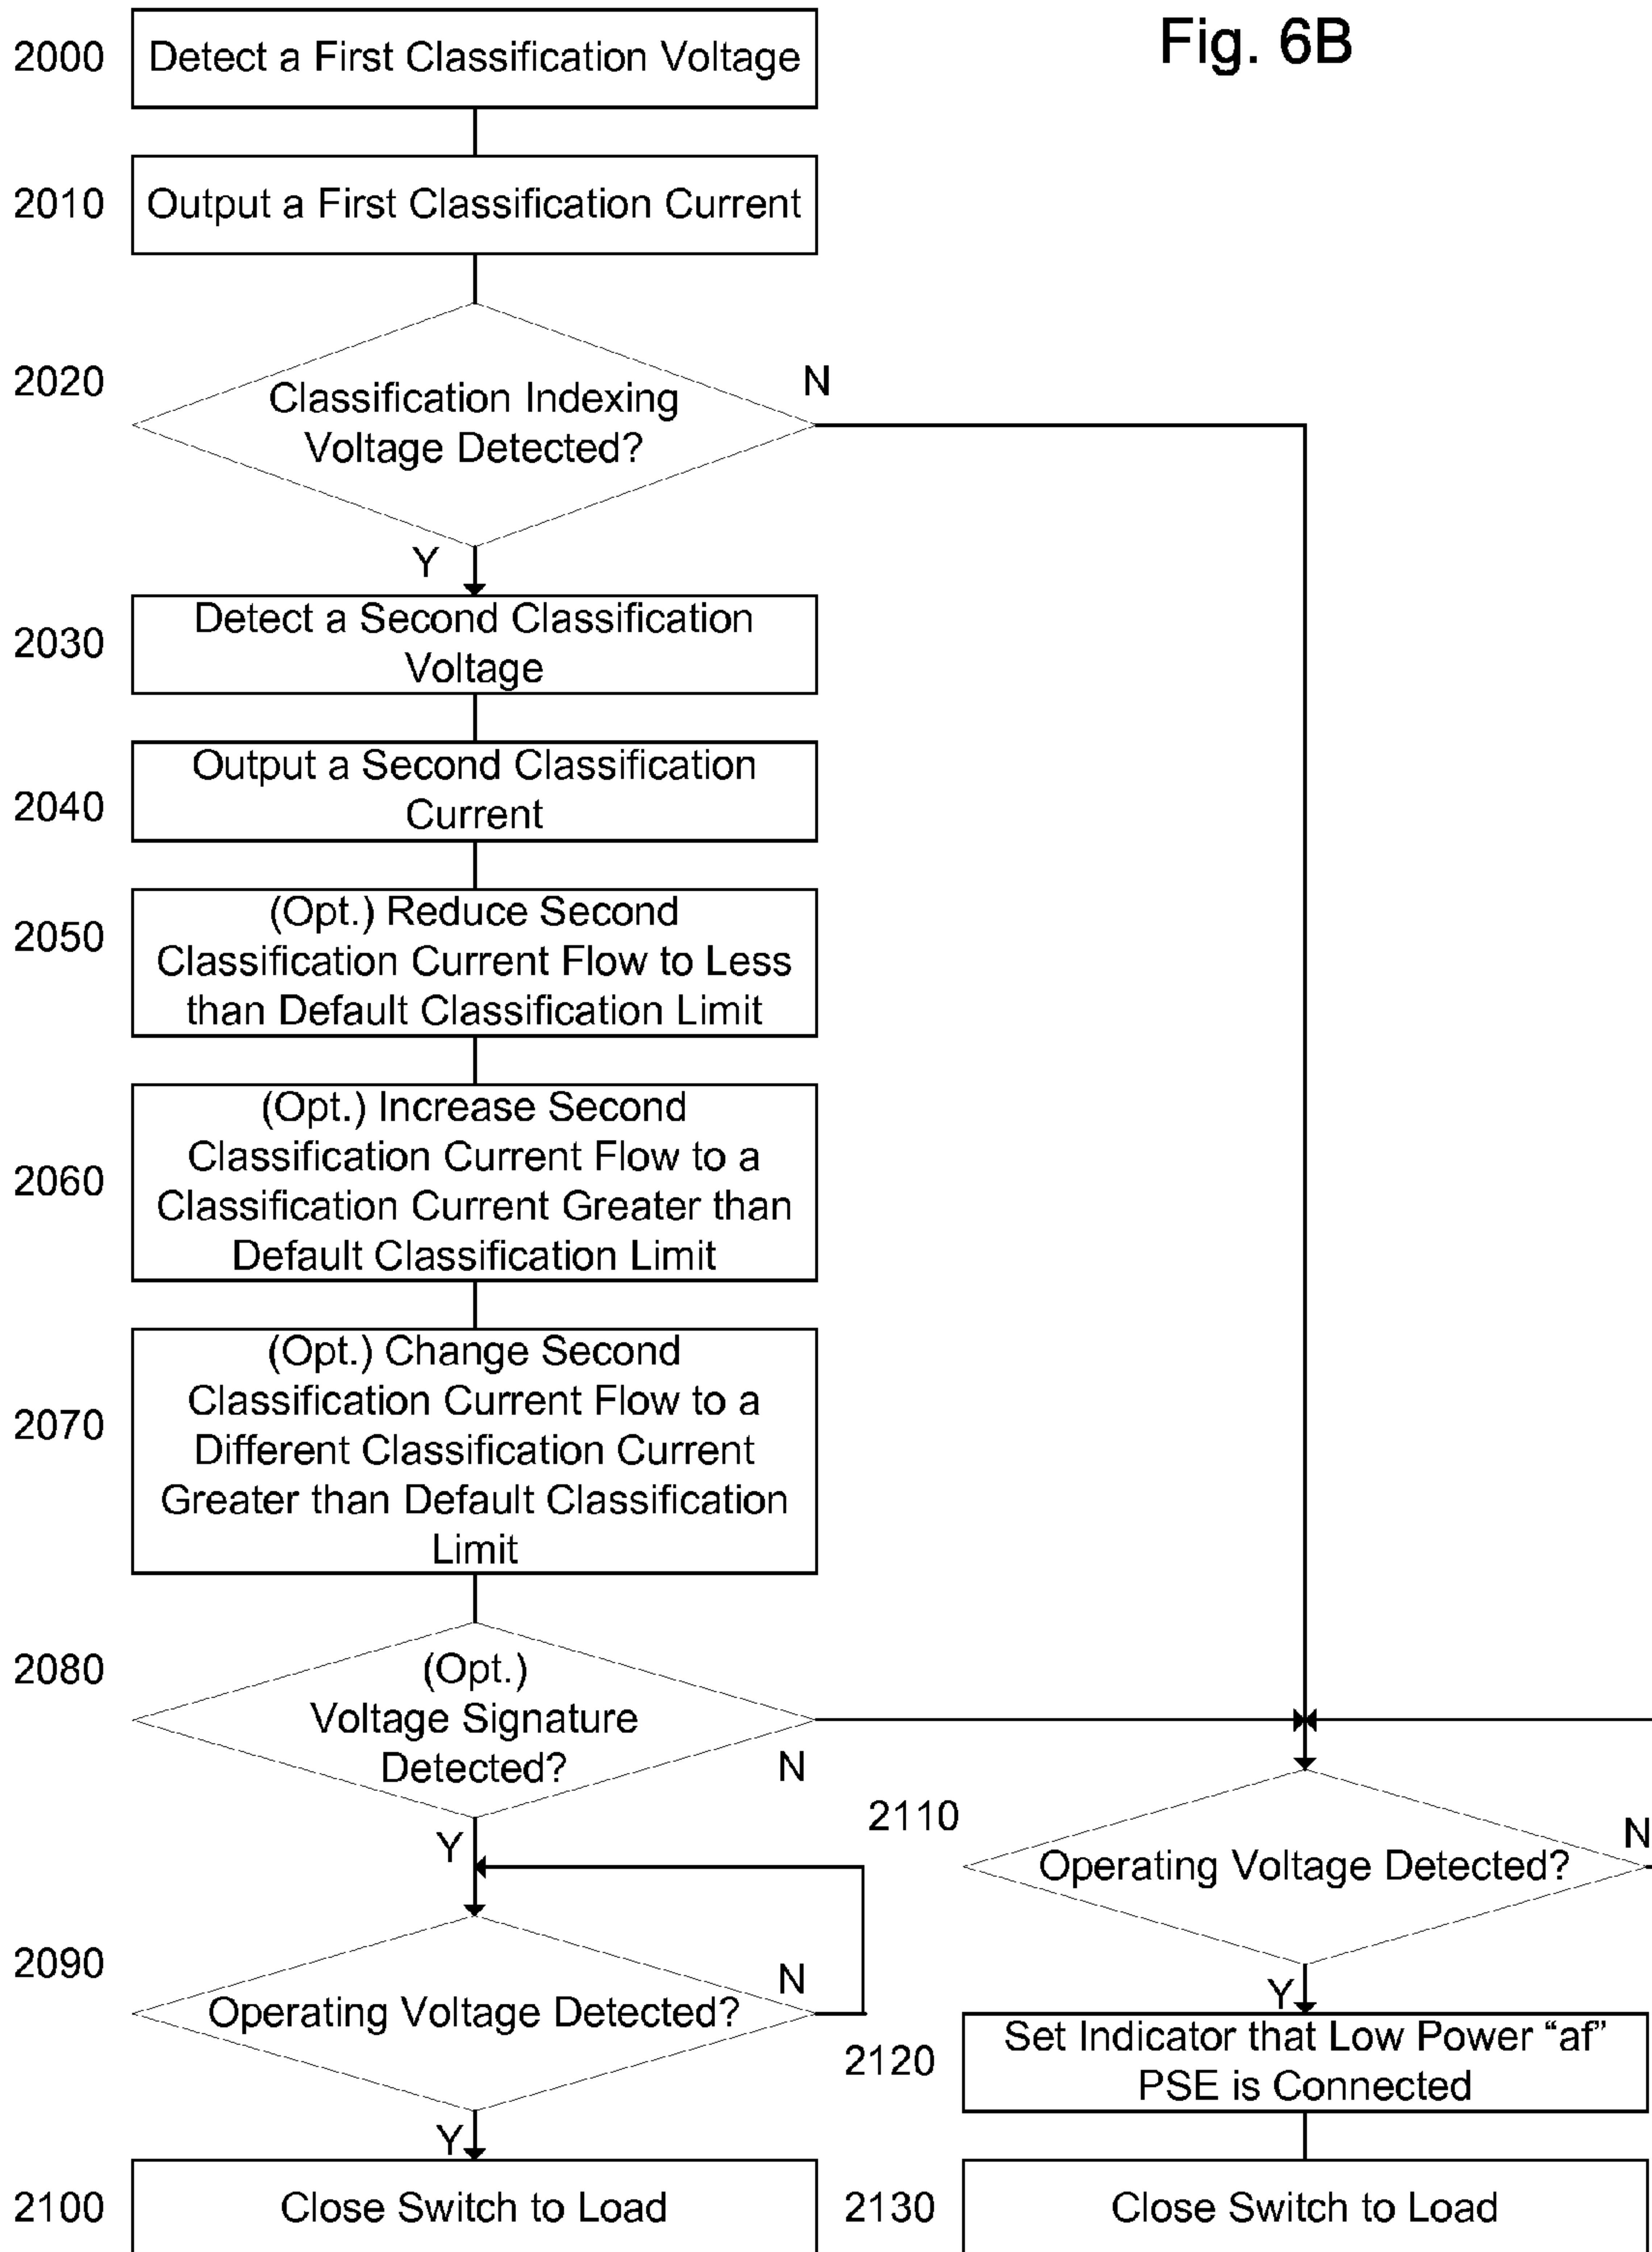 Fig. 6B
2000
Detect a First Classification Voltage
2010
Output a First Classification Current
2020
Classification Indexing
Voltage Detected?
N
Y
2030
Detect a Second Classification
Voltage
2040
Output a Second Classification
Current
2050
(Opt.) Reduce Second
Classification Current Flow to Less
than Default Classification Limit
2060
(Opt.) Increase Second
Classification Current Flow to a
Classification Current Greater than
Default Classification Limit
2070
(Opt.) Change Second
Classification Current Flow to a
Different Classification Current
Greater than Default Classification
Limit
2080
(Opt.)
Voltage Signature
Detected?
N
Y
2090
Operating Voltage Detected?
N
Y
2100
Close Switch to Load
2110
Operating Voltage Detected?
N
Y
2120
Set Indicator that Low Power “af”
PSE is Connected
2130
Close Switch to Load